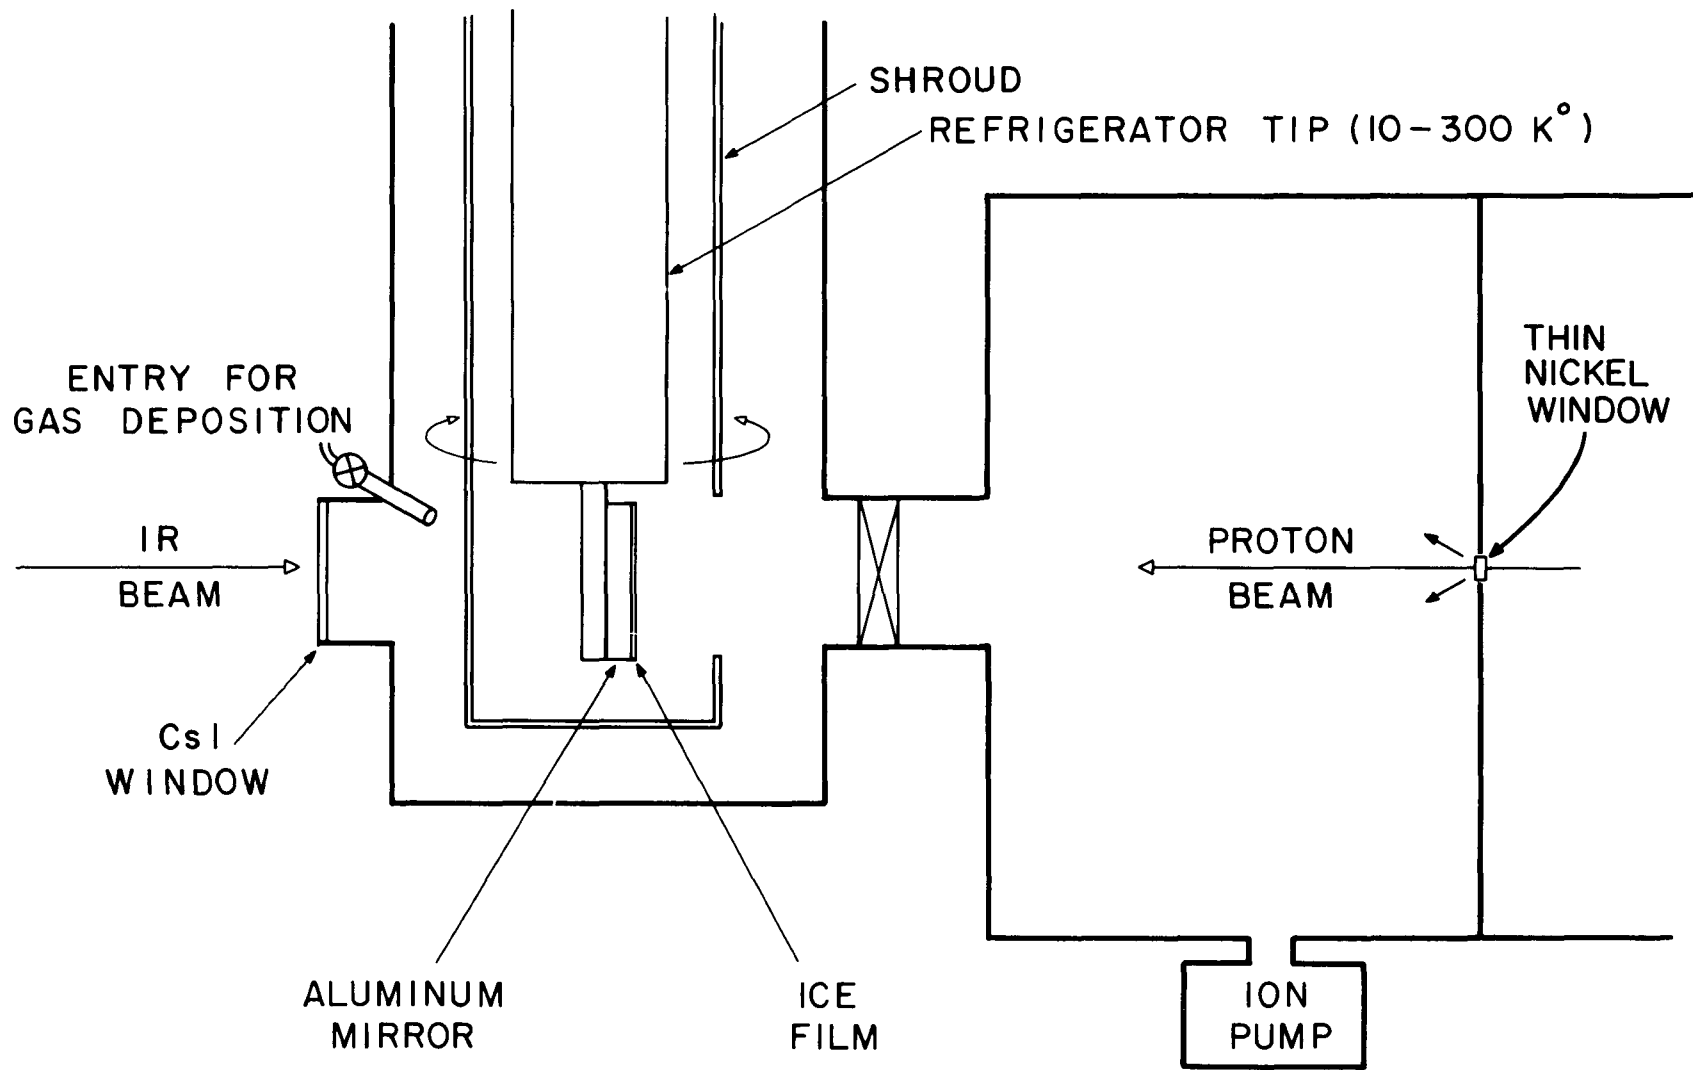 SHROUD
REFRIGERATOR TIP (10-300 K°)
THIN
NICKEL
WINDOW
ENTRY FOR
GAS DEPOSITION
IR
BEAM
PROTON
BEAM
CsI
WINDOW
ALUMINUM
MIRROR
ICE
FILM
ION
PUMP